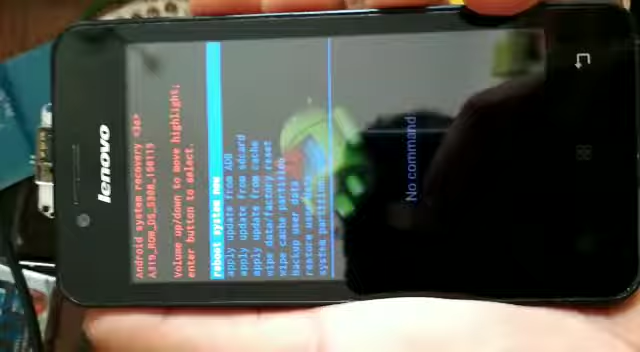 lenovo
Android system recovery <3e>
Volume up/down to move highlight;
enter button to select.
reboot system now
apply update from ADB
apply update from sdcard
apply update from cache
wipe data/factory reset
wipe cache partition
backup user data
restore user data
No command